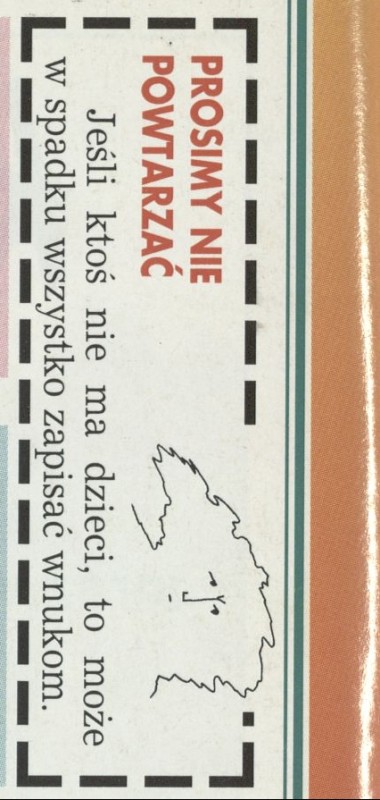 PROSIMY NIE
POWTARZAĆ
Jeśli ktoś nie ma dzieci, to może
w spadku wszystko zapisać wnukom.